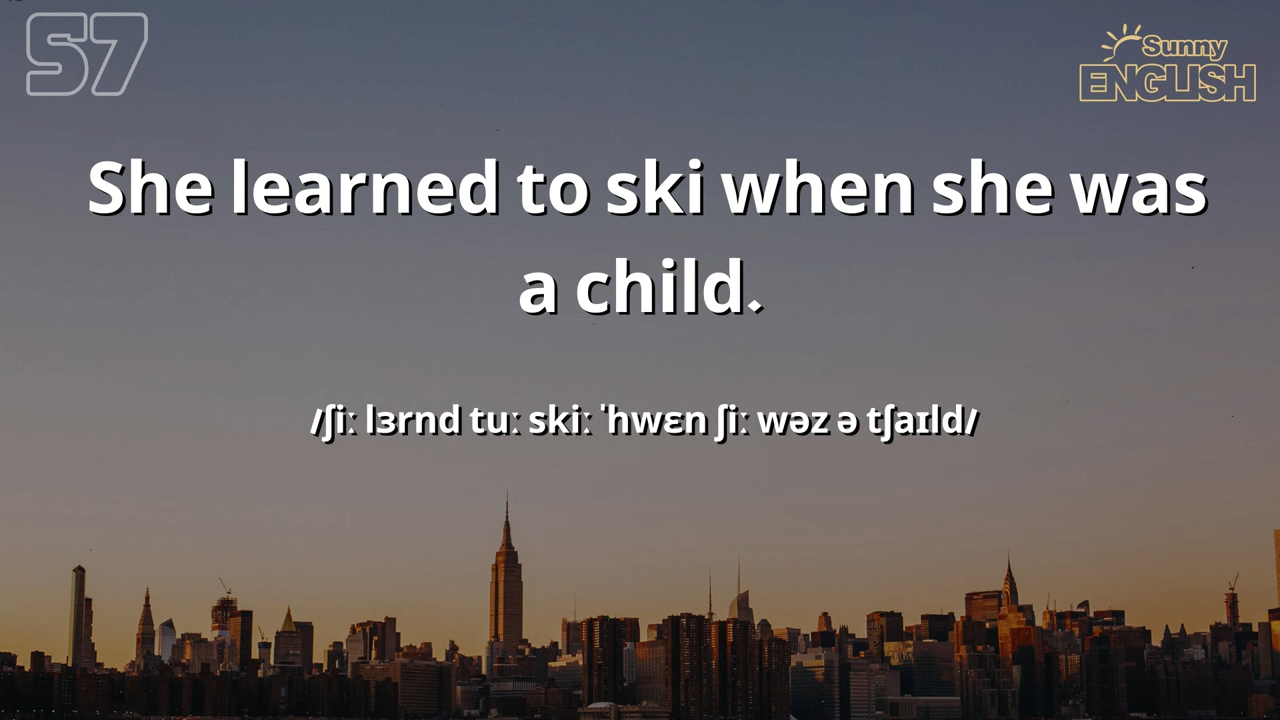 57
Sunny
ENGLISH
She learned to ski when she was
a child.
/ʃiː lɜrnd tuː skiː ˈhwɛn ʃiː wəz ə tʃaɪld/